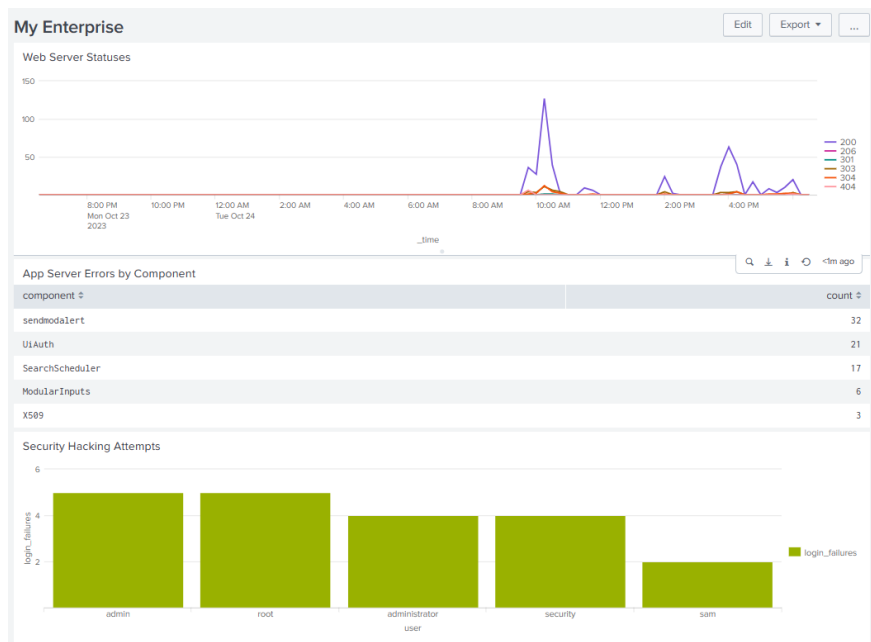 My Enterprise
Edit
Export
...
Web Server Statuses
150
100
50
200
206
301
303
304
404
8:00 PM 10:00 PM 12:00 AM 2:00 AM 4:00 AM 6:00 AM 8:00 AM 10:00 AM 12:00 PM 2:00 PM 4:00 PM
Mon Oct 23 Tue Oct 24
2023
_time
<1m ago
App Server Errors by Component
component count
sendmodalert 32
UiAuth 21
SearchScheduler 17
ModularInputs 6
X509 3
Security Hacking Attempts
6
4
2
login_failures
login_failures
admin root administrator security sam
user